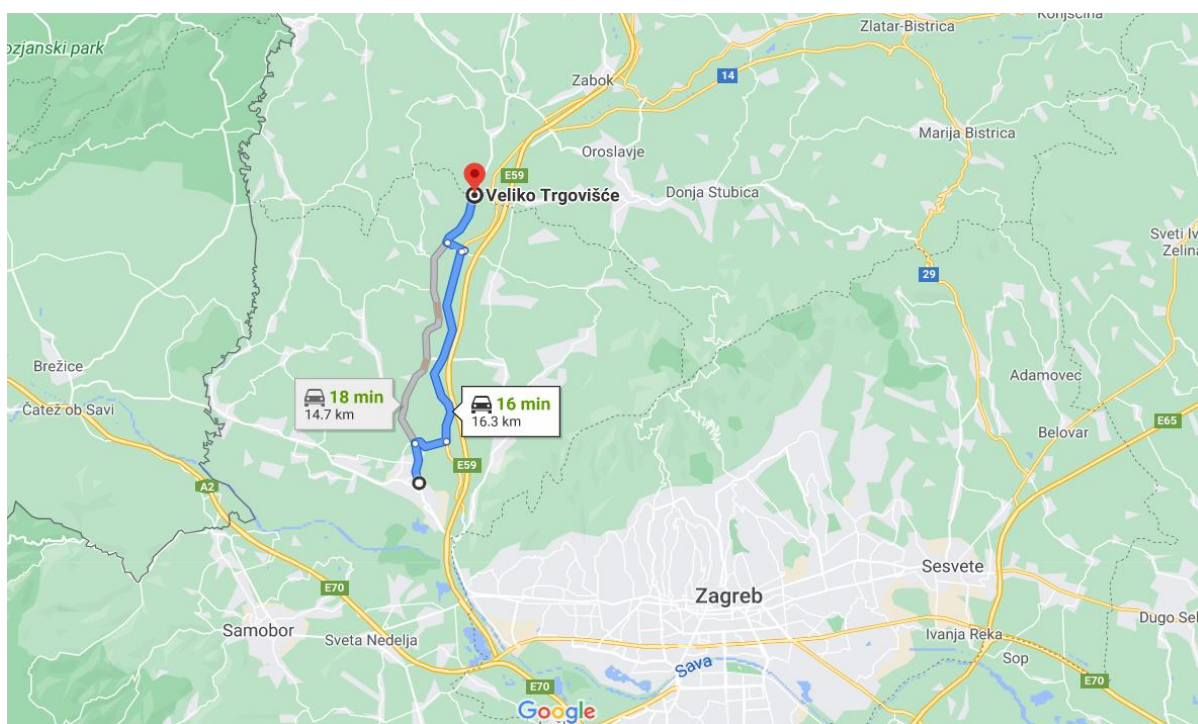 ozjanski park
Konjščina
Zlatar-Bistrica
Zabok
14
Marija Bistrica
Oroslavje
E59
Veliko Trgovišće
Donja Stubica
Sveti Iv
Zelina
29
Brežice
Adamovec
18 min
14.7 km
16 min
16.3 km
Čatež ob Savi
E65
Belovar
E59
A2
Sesvete
E70
Zagreb
Dugo Sel
Samobor
Sveta Nedelja
Ivanja Reka
Sop
Sava
E70
E70
Google